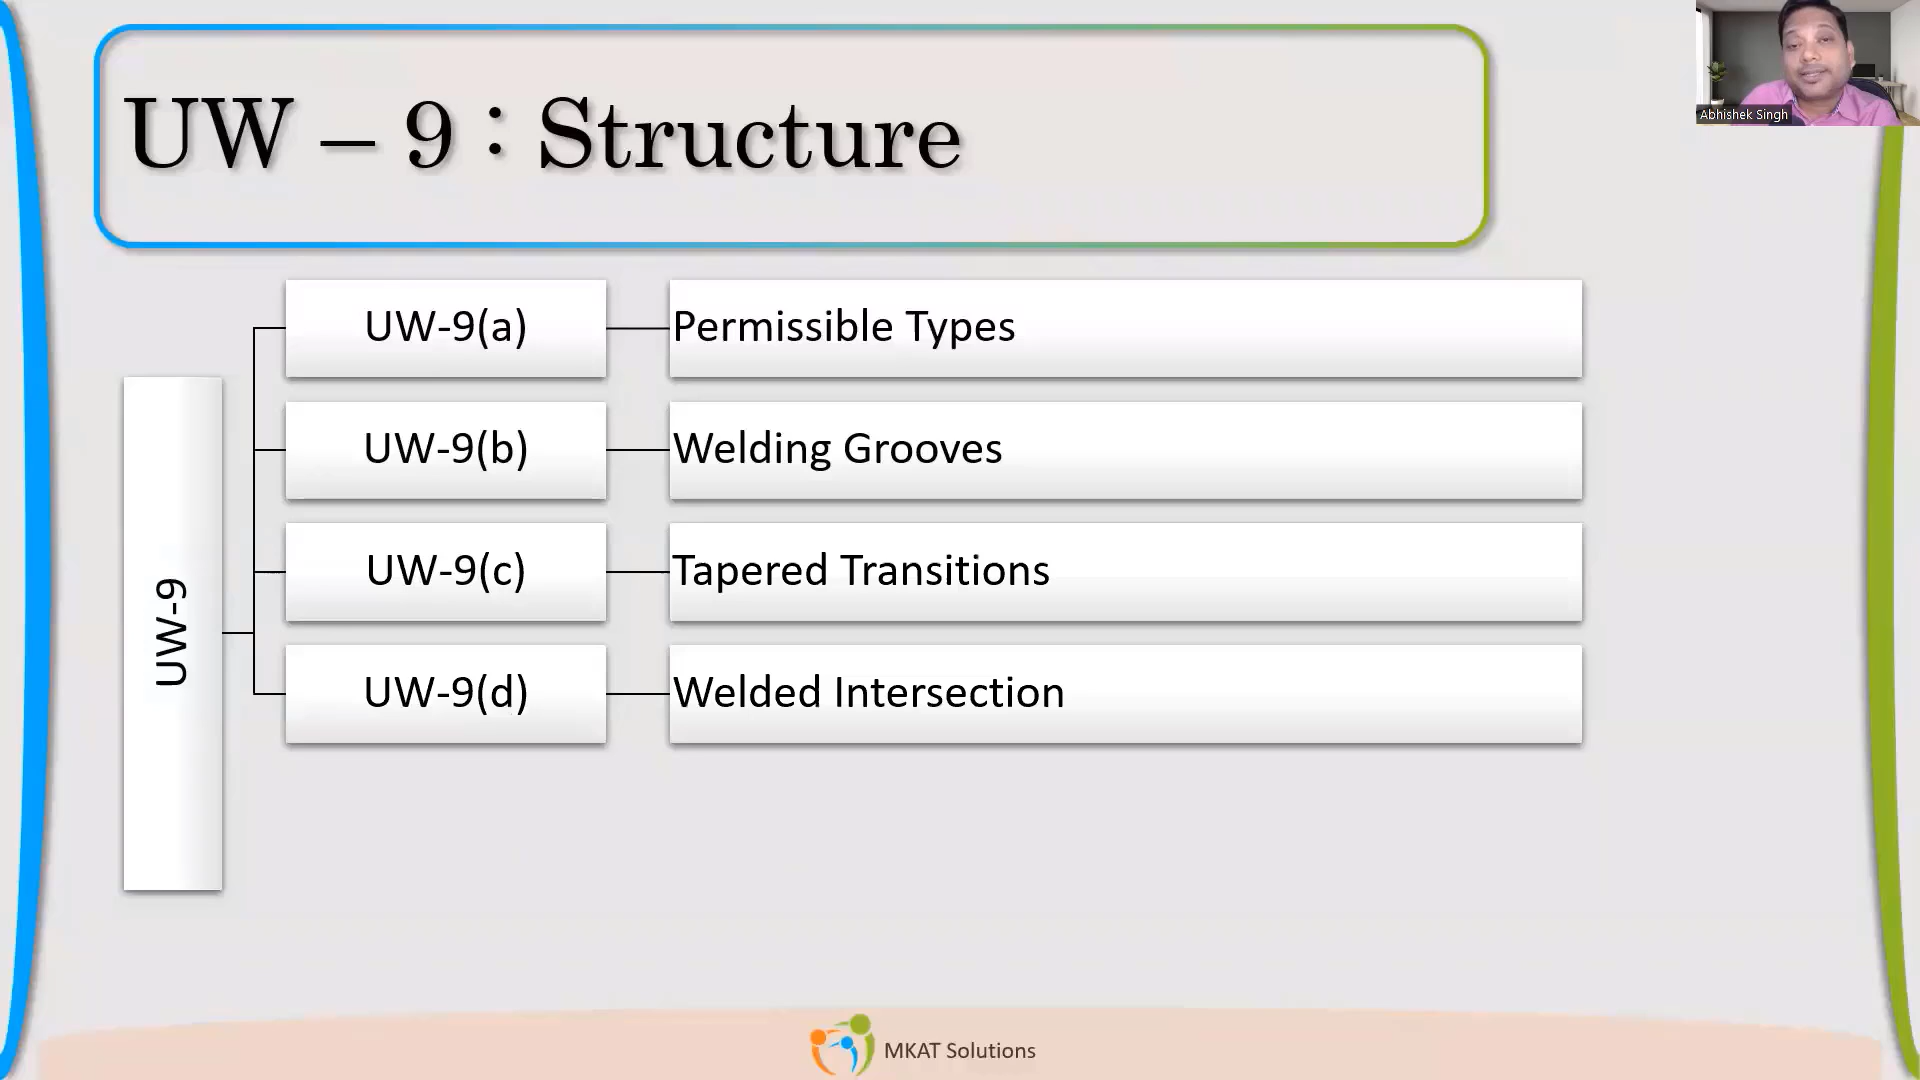 UW – 9 : Structure
Abhishek Singh
UW-9
UW-9(a)
Permissible Types
UW-9(b)
Welding Grooves
UW-9(c)
Tapered Transitions
UW-9(d)
Welded Intersection
MKAT Solutions